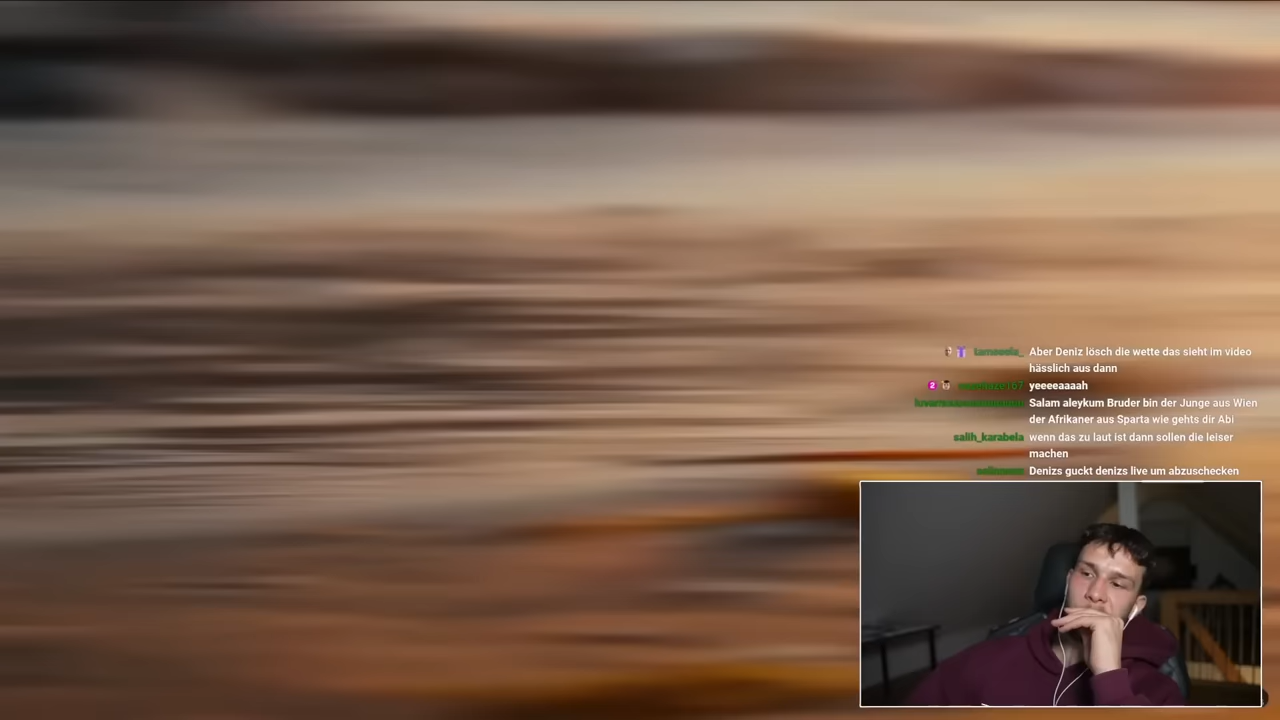 Aber Deniz lösch die wette das sieht im video
hässlich aus dann
yeeeeaaaah
Salam aleykum Bruder bin der Junge aus Wien
der Afrikaner aus Sparta wie gehts dir Abi
salih_karabela wenn das zu laut ist dann sollen die leiser
machen
Denizs guckt denizs live um abzuschecken